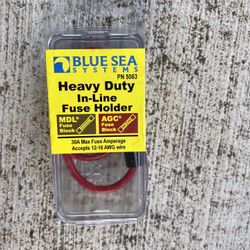 BLUE SEA
SYSTEMS
PN 5063
Heavy Duty
In-Line
Fuse Holder
MDL® Fuse Block
AGC® Fuse Block
30A Max Fuse Amperage
Accepts 12-18 AWG wire